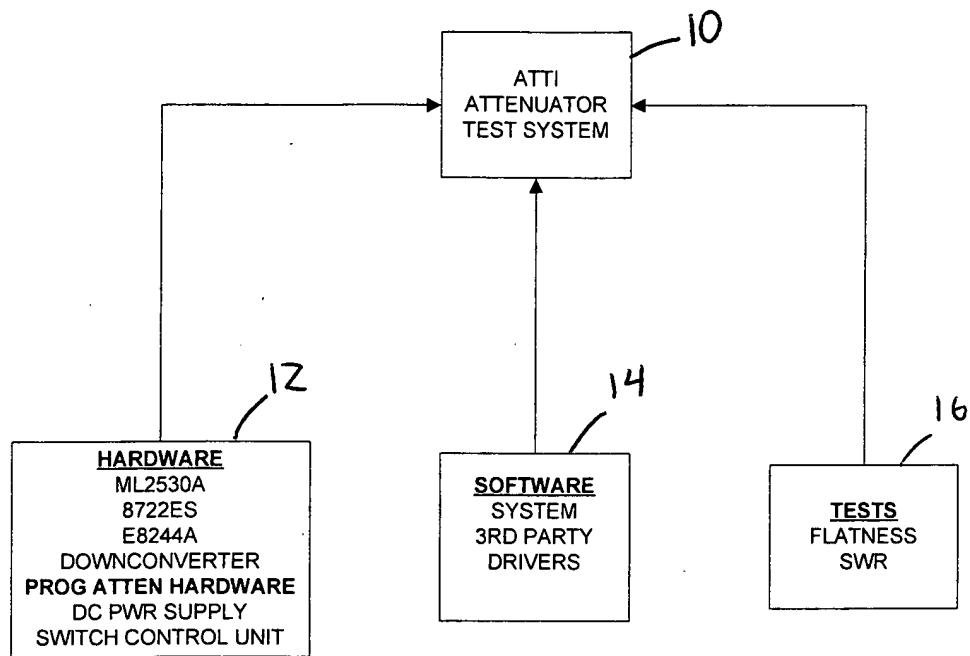 10
ATTI
ATTENUATOR
TEST SYSTEM
12
HARDWARE
ML2530A
8722ES
E8244A
DOWNCONVERTER
PROG ATTEN HARDWARE
DC PWR SUPPLY
SWITCH CONTROL UNIT
14
SOFTWARE
SYSTEM
3RD PARTY
DRIVERS
16
TESTS
FLATNESS
SWR